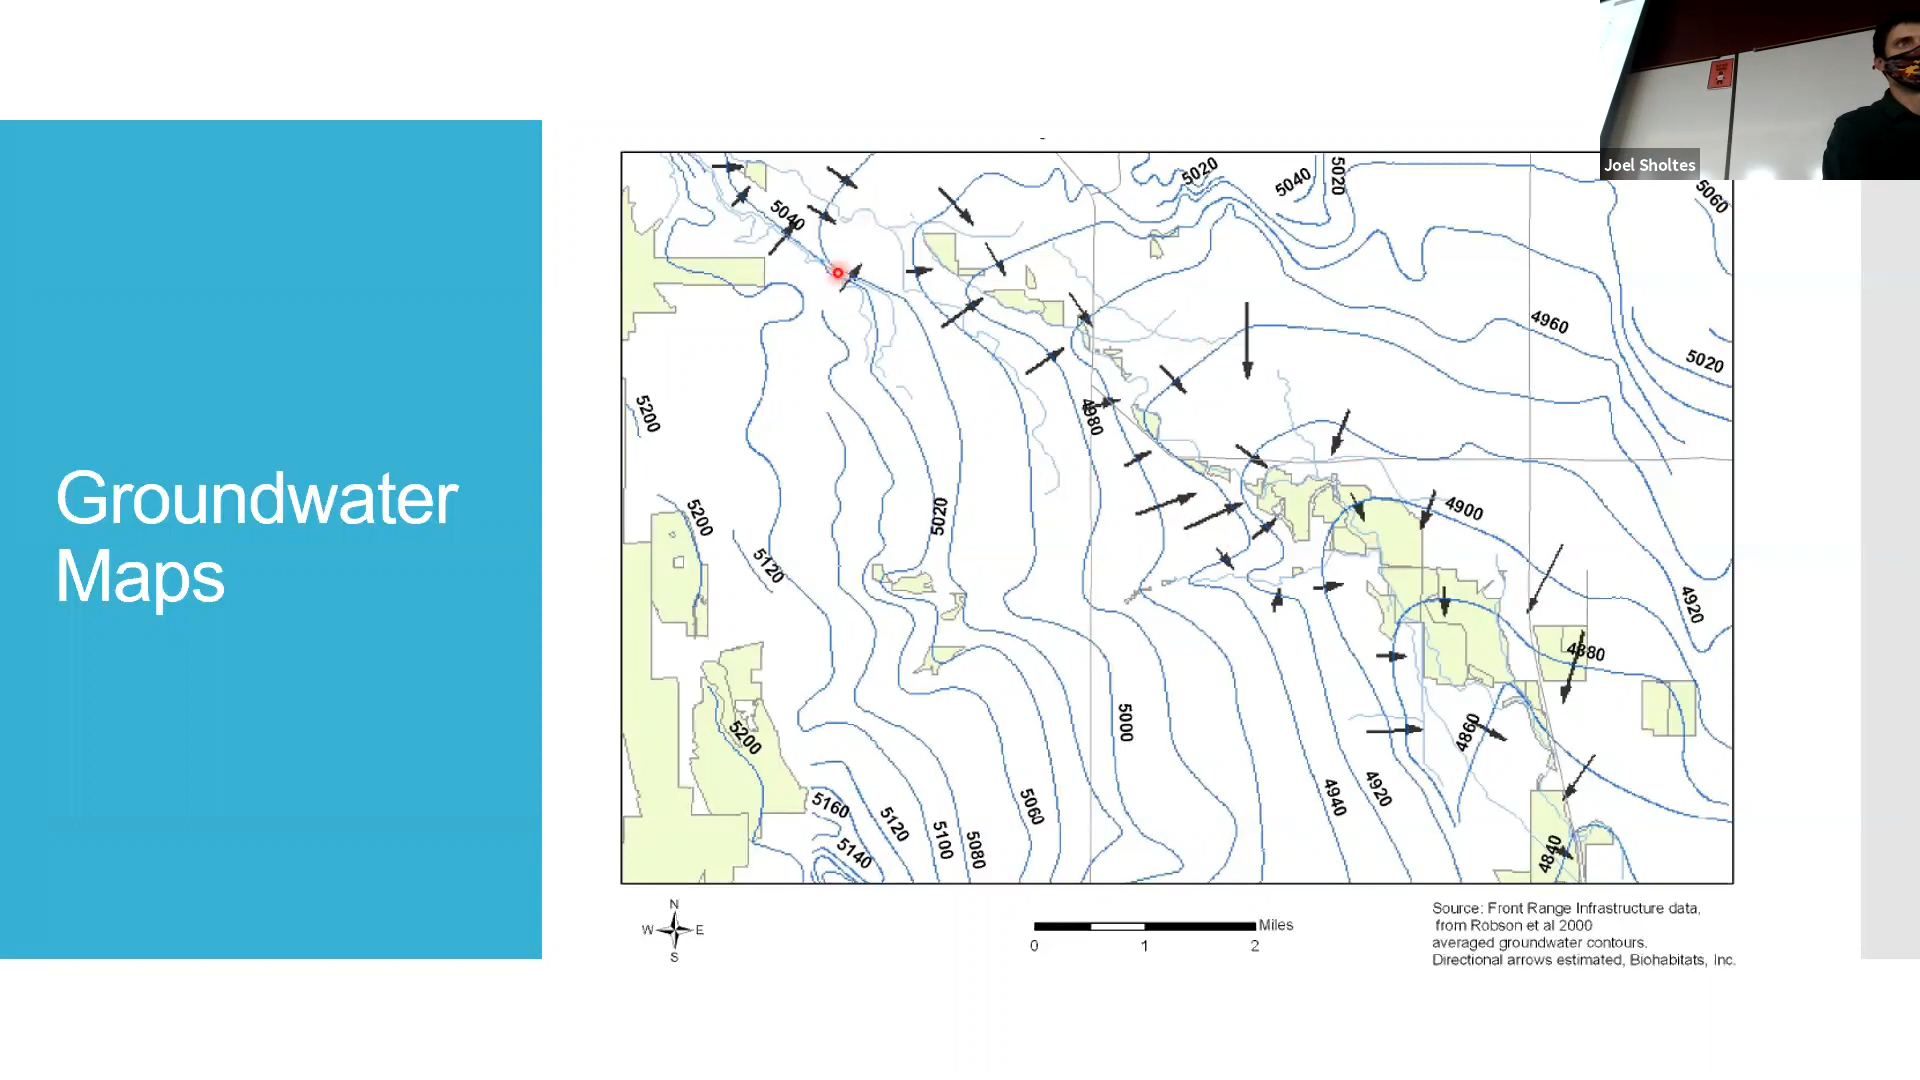 Joel Sholtes
Groundwater
Maps
5020
5040
5020
5060
5040
4960
5020
5200
4980
5200
5020
4900
5120
4920
4880
5200
5000
4860
5160
5120
5100
5080
5060
4940
4920
5140
4840
N
W E
S
0 1 2 Miles
Source: Front Range Infrastructure data,
from Robson et al 2000
averaged groundwater contours.
Directional arrows estimated, Biohabitats, Inc.